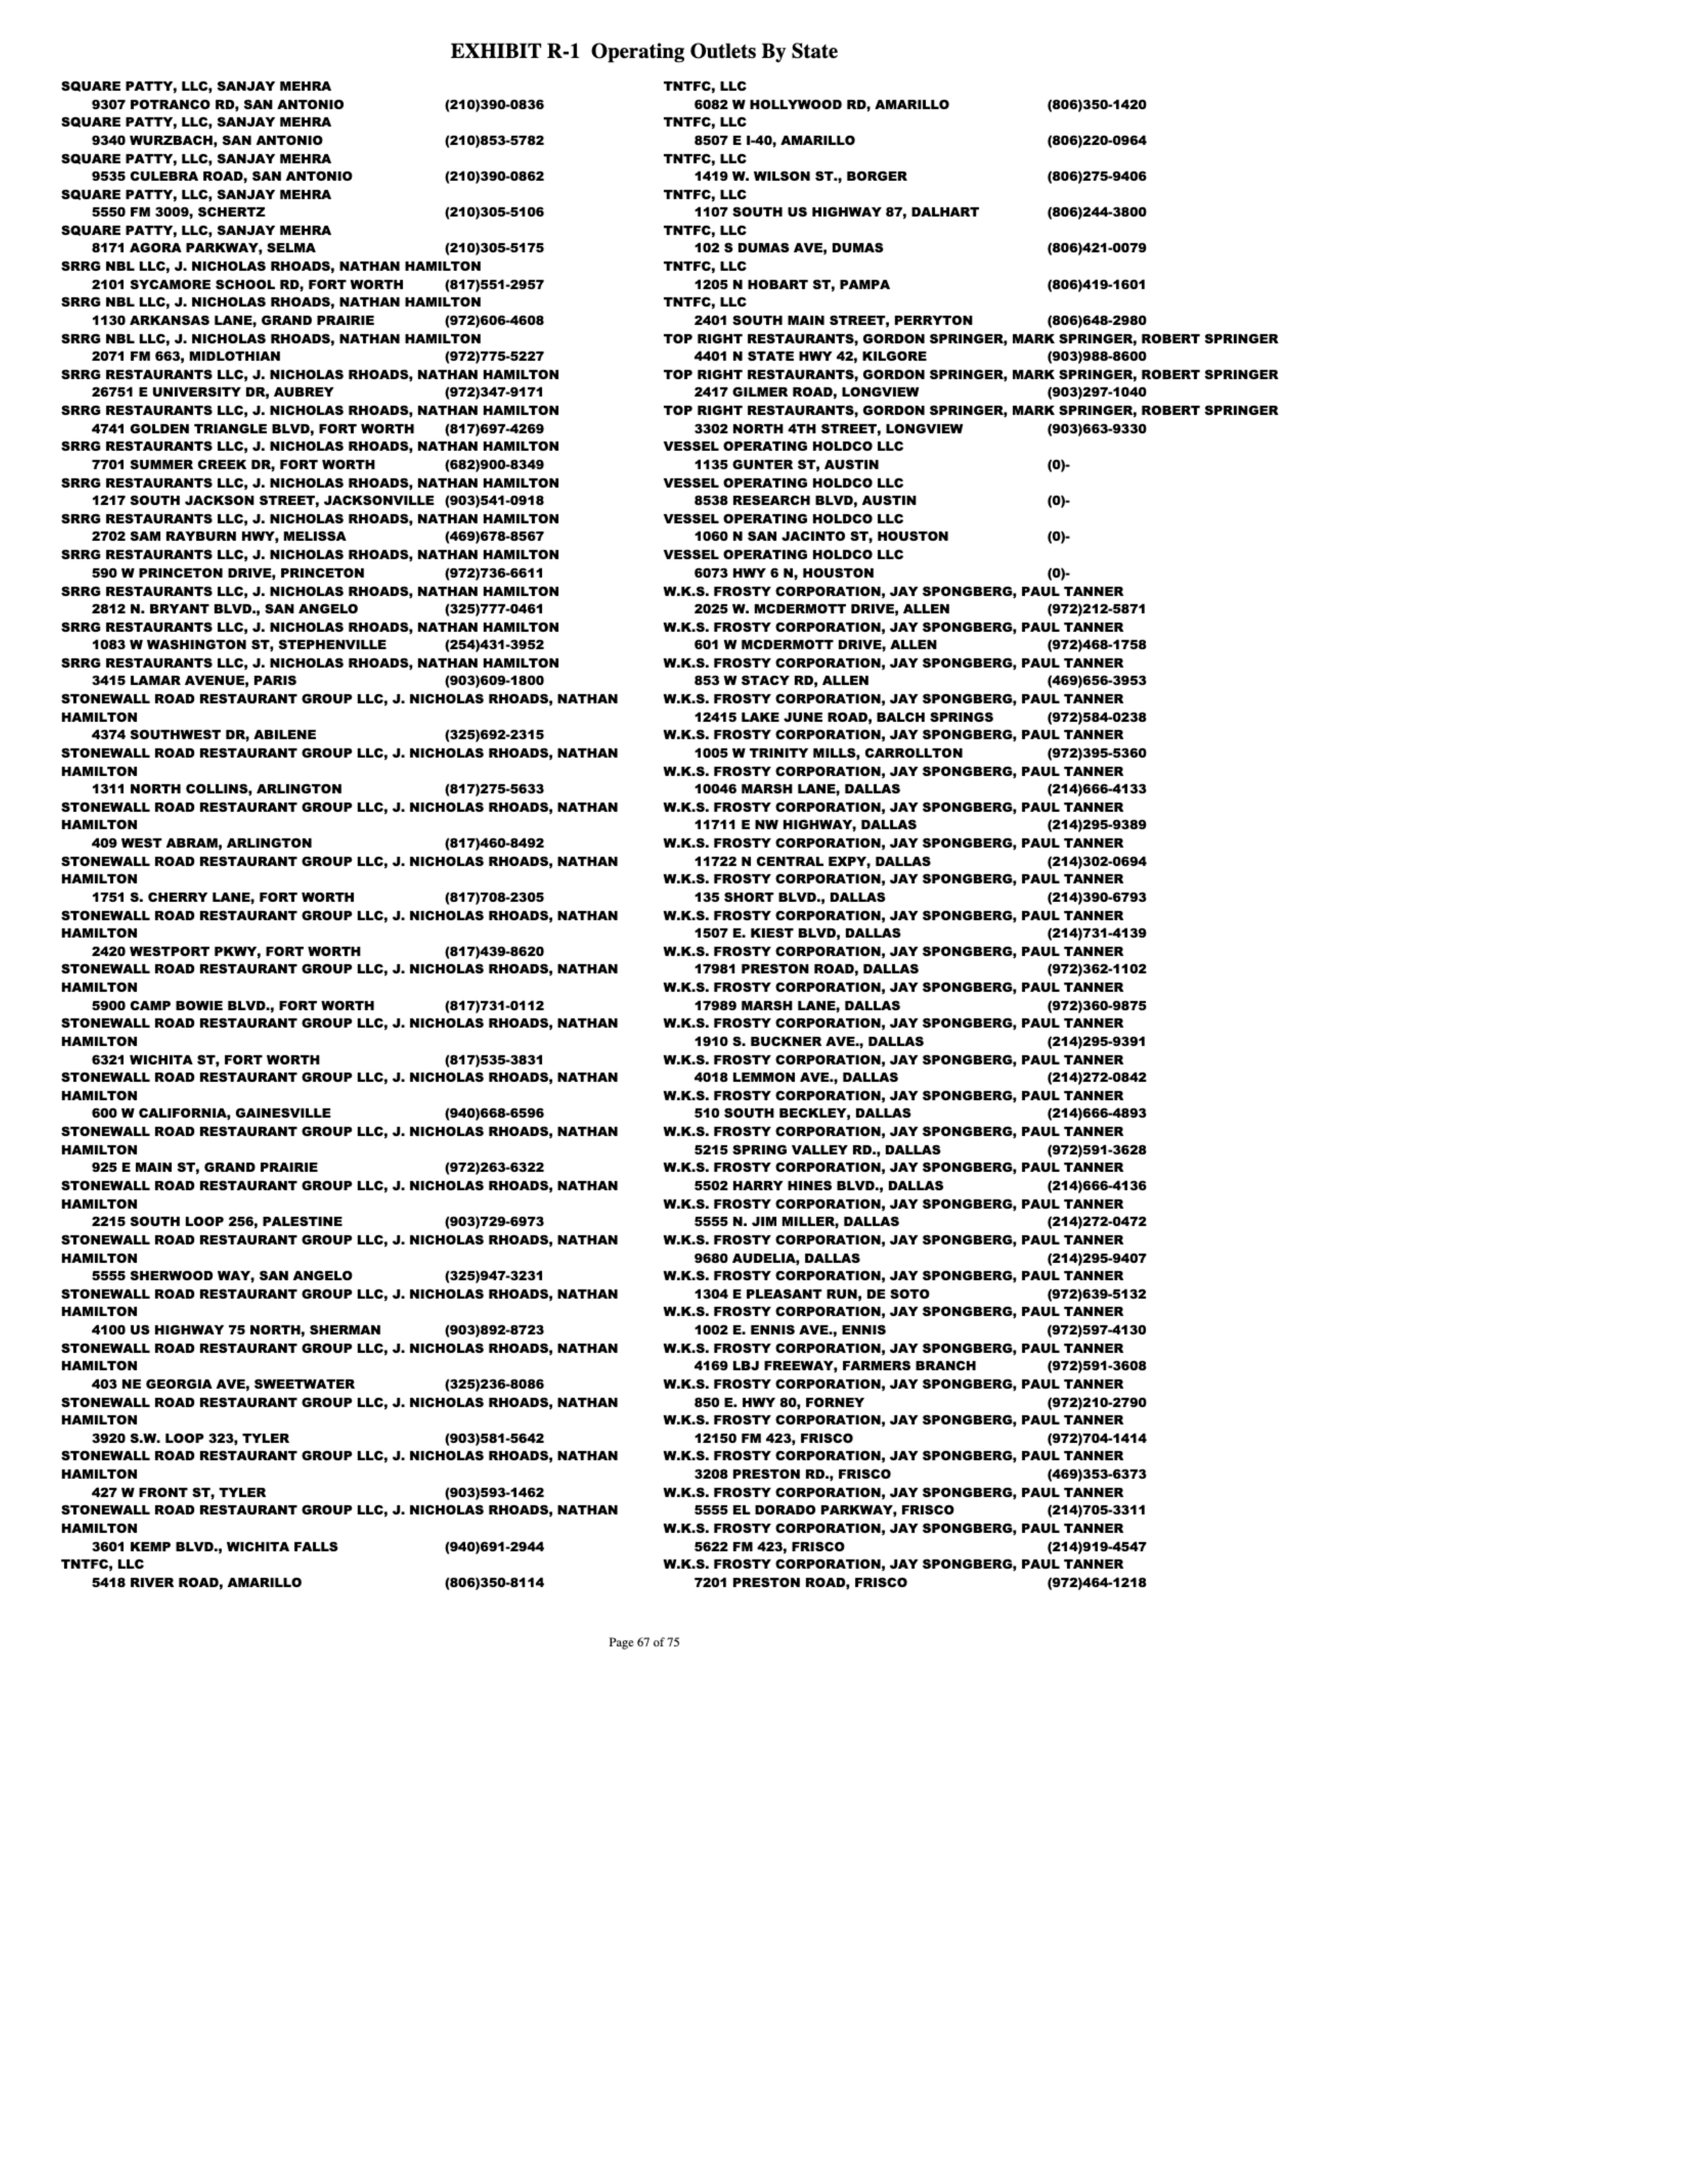 EXHIBIT R-1 Operating Outlets By State
SQUARE PATTY, LLC, SANJAY MEHRA
9307 POTRANCO RD, SAN ANTONIO (210)390-0836
SQUARE PATTY, LLC, SANJAY MEHRA
9340 WURZBACH, SAN ANTONIO (210)853-5782
SQUARE PATTY, LLC, SANJAY MEHRA
9535 CULEBRA ROAD, SAN ANTONIO (210)390-0862
SQUARE PATTY, LLC, SANJAY MEHRA
5550 FM 3009, SCHERTZ (210)305-5106
SQUARE PATTY, LLC, SANJAY MEHRA
8171 AGORA PARKWAY, SELMA (210)305-5175
SRRG NBL LLC, J. NICHOLAS RHOADS, NATHAN HAMILTON
2101 SYCAMORE SCHOOL RD, FORT WORTH (817)551-2957
SRRG NBL LLC, J. NICHOLAS RHOADS, NATHAN HAMILTON
1130 ARKANSAS LANE, GRAND PRAIRIE (972)606-4608
SRRG NBL LLC, J. NICHOLAS RHOADS, NATHAN HAMILTON
2071 FM 663, MIDLOTHIAN (972)775-5227
SRRG RESTAURANTS LLC, J. NICHOLAS RHOADS, NATHAN HAMILTON
26751 E UNIVERSITY DR, AUBREY (972)347-9171
SRRG RESTAURANTS LLC, J. NICHOLAS RHOADS, NATHAN HAMILTON
4741 GOLDEN TRIANGLE BLVD, FORT WORTH (817)697-4269
SRRG RESTAURANTS LLC, J. NICHOLAS RHOADS, NATHAN HAMILTON
7701 SUMMER CREEK DR, FORT WORTH (682)900-8349
SRRG RESTAURANTS LLC, J. NICHOLAS RHOADS, NATHAN HAMILTON
1217 SOUTH JACKSON STREET, JACKSONVILLE (903)541-0918
SRRG RESTAURANTS LLC, J. NICHOLAS RHOADS, NATHAN HAMILTON
2702 SAM RAYBURN HWY, MELISSA (469)678-8567
SRRG RESTAURANTS LLC, J. NICHOLAS RHOADS, NATHAN HAMILTON
590 W PRINCETON DRIVE, PRINCETON (972)736-6611
SRRG RESTAURANTS LLC, J. NICHOLAS RHOADS, NATHAN HAMILTON
2812 N. BRYANT BLVD., SAN ANGELO (325)777-0461
SRRG RESTAURANTS LLC, J. NICHOLAS RHOADS, NATHAN HAMILTON
1083 W WASHINGTON ST, STEPHENVILLE (254)431-3952
SRRG RESTAURANTS LLC, J. NICHOLAS RHOADS, NATHAN HAMILTON
3415 LAMAR AVENUE, PARIS (903)609-1800
STONEWALL ROAD RESTAURANT GROUP LLC, J. NICHOLAS RHOADS, NATHAN
HAMILTON
4374 SOUTHWEST DR, ABILENE (325)692-2315
STONEWALL ROAD RESTAURANT GROUP LLC, J. NICHOLAS RHOADS, NATHAN
HAMILTON
1311 NORTH COLLINS, ARLINGTON (817)275-5633
STONEWALL ROAD RESTAURANT GROUP LLC, J. NICHOLAS RHOADS, NATHAN
HAMILTON
409 WEST ABRAM, ARLINGTON (817)460-8492
STONEWALL ROAD RESTAURANT GROUP LLC, J. NICHOLAS RHOADS, NATHAN
HAMILTON
1751 S. CHERRY LANE, FORT WORTH (817)708-2305
STONEWALL ROAD RESTAURANT GROUP LLC, J. NICHOLAS RHOADS, NATHAN
HAMILTON
2420 WESTPORT PKWY, FORT WORTH (817)439-8620
STONEWALL ROAD RESTAURANT GROUP LLC, J. NICHOLAS RHOADS, NATHAN
HAMILTON
5900 CAMP BOWIE BLVD., FORT WORTH (817)731-0112
STONEWALL ROAD RESTAURANT GROUP LLC, J. NICHOLAS RHOADS, NATHAN
HAMILTON
6321 WICHITA ST, FORT WORTH (817)535-3831
STONEWALL ROAD RESTAURANT GROUP LLC, J. NICHOLAS RHOADS, NATHAN
HAMILTON
600 W CALIFORNIA, GAINESVILLE (940)668-6596
STONEWALL ROAD RESTAURANT GROUP LLC, J. NICHOLAS RHOADS, NATHAN
HAMILTON
925 E MAIN ST, GRAND PRAIRIE (972)263-6322
STONEWALL ROAD RESTAURANT GROUP LLC, J. NICHOLAS RHOADS, NATHAN
HAMILTON
2215 SOUTH LOOP 256, PALESTINE (903)729-6973
STONEWALL ROAD RESTAURANT GROUP LLC, J. NICHOLAS RHOADS, NATHAN
HAMILTON
5555 SHERWOOD WAY, SAN ANGELO (325)947-3231
STONEWALL ROAD RESTAURANT GROUP LLC, J. NICHOLAS RHOADS, NATHAN
HAMILTON
4100 US HIGHWAY 75 NORTH, SHERMAN (903)892-8723
STONEWALL ROAD RESTAURANT GROUP LLC, J. NICHOLAS RHOADS, NATHAN
HAMILTON
403 NE GEORGIA AVE, SWEETWATER (325)236-8086
STONEWALL ROAD RESTAURANT GROUP LLC, J. NICHOLAS RHOADS, NATHAN
HAMILTON
3920 S.W. LOOP 323, TYLER (903)581-5642
STONEWALL ROAD RESTAURANT GROUP LLC, J. NICHOLAS RHOADS, NATHAN
HAMILTON
427 W FRONT ST, TYLER (903)593-1462
STONEWALL ROAD RESTAURANT GROUP LLC, J. NICHOLAS RHOADS, NATHAN
HAMILTON
3601 KEMP BLVD., WICHITA FALLS (940)691-2944
TNTFC, LLC
5418 RIVER ROAD, AMARILLO (806)350-8114
TNTFC, LLC
6082 W HOLLYWOOD RD, AMARILLO (806)350-1420
TNTFC, LLC
8507 E I-40, AMARILLO (806)220-0964
TNTFC, LLC
1419 W. WILSON ST., BORGER (806)275-9406
TNTFC, LLC
1107 SOUTH US HIGHWAY 87, DALHART (806)244-3800
TNTFC, LLC
102 S DUMAS AVE, DUMAS (806)421-0079
TNTFC, LLC
1205 N HOBART ST, PAMPA (806)419-1601
TNTFC, LLC
2401 SOUTH MAIN STREET, PERRYTON (806)648-2980
TOP RIGHT RESTAURANTS, GORDON SPRINGER, MARK SPRINGER, ROBERT SPRINGER
4401 N STATE HWY 42, KILGORE (903)988-8600
TOP RIGHT RESTAURANTS, GORDON SPRINGER, MARK SPRINGER, ROBERT SPRINGER
2417 GILMER ROAD, LONGVIEW (903)297-1040
TOP RIGHT RESTAURANTS, GORDON SPRINGER, MARK SPRINGER, ROBERT SPRINGER
3302 NORTH 4TH STREET, LONGVIEW (903)663-9330
VESSEL OPERATING HOLDCO LLC
1135 GUNTER ST, AUSTIN (0)-
VESSEL OPERATING HOLDCO LLC
8538 RESEARCH BLVD, AUSTIN (0)-
VESSEL OPERATING HOLDCO LLC
1060 N SAN JACINTO ST, HOUSTON (0)-
VESSEL OPERATING HOLDCO LLC
6073 HWY 6 N, HOUSTON (0)-
W.K.S. FROSTY CORPORATION, JAY SPONGBERG, PAUL TANNER
2025 W. MCDERMOTT DRIVE, ALLEN (972)212-5871
W.K.S. FROSTY CORPORATION, JAY SPONGBERG, PAUL TANNER
601 W MCDERMOTT DRIVE, ALLEN (972)468-1758
W.K.S. FROSTY CORPORATION, JAY SPONGBERG, PAUL TANNER
853 W STACY RD, ALLEN (469)656-3953
W.K.S. FROSTY CORPORATION, JAY SPONGBERG, PAUL TANNER
12415 LAKE JUNE ROAD, BALCH SPRINGS (972)584-0238
W.K.S. FROSTY CORPORATION, JAY SPONGBERG, PAUL TANNER
1005 W TRINITY MILLS, CARROLLTON (972)395-5360
W.K.S. FROSTY CORPORATION, JAY SPONGBERG, PAUL TANNER
10046 MARSH LANE, DALLAS (214)666-4133
W.K.S. FROSTY CORPORATION, JAY SPONGBERG, PAUL TANNER
11711 E NW HIGHWAY, DALLAS (214)295-9389
W.K.S. FROSTY CORPORATION, JAY SPONGBERG, PAUL TANNER
11722 N CENTRAL EXPY, DALLAS (214)302-0694
W.K.S. FROSTY CORPORATION, JAY SPONGBERG, PAUL TANNER
135 SHORT BLVD., DALLAS (214)390-6793
W.K.S. FROSTY CORPORATION, JAY SPONGBERG, PAUL TANNER
1507 E. KIEST BLVD, DALLAS (214)731-4139
W.K.S. FROSTY CORPORATION, JAY SPONGBERG, PAUL TANNER
17981 PRESTON ROAD, DALLAS (972)362-1102
W.K.S. FROSTY CORPORATION, JAY SPONGBERG, PAUL TANNER
17989 MARSH LANE, DALLAS (972)360-9875
W.K.S. FROSTY CORPORATION, JAY SPONGBERG, PAUL TANNER
1910 S. BUCKNER AVE., DALLAS (214)295-9391
W.K.S. FROSTY CORPORATION, JAY SPONGBERG, PAUL TANNER
4018 LEMMON AVE., DALLAS (214)272-0842
W.K.S. FROSTY CORPORATION, JAY SPONGBERG, PAUL TANNER
510 SOUTH BECKLEY, DALLAS (214)666-4893
W.K.S. FROSTY CORPORATION, JAY SPONGBERG, PAUL TANNER
5215 SPRING VALLEY RD., DALLAS (972)591-3628
W.K.S. FROSTY CORPORATION, JAY SPONGBERG, PAUL TANNER
5502 HARRY HINES BLVD., DALLAS (214)666-4136
W.K.S. FROSTY CORPORATION, JAY SPONGBERG, PAUL TANNER
5555 N. JIM MILLER, DALLAS (214)272-0472
W.K.S. FROSTY CORPORATION, JAY SPONGBERG, PAUL TANNER
9680 AUDELIA, DALLAS (214)295-9407
W.K.S. FROSTY CORPORATION, JAY SPONGBERG, PAUL TANNER
1304 E PLEASANT RUN, DE SOTO (972)639-5132
W.K.S. FROSTY CORPORATION, JAY SPONGBERG, PAUL TANNER
1002 E. ENNIS AVE., ENNIS (972)597-4130
W.K.S. FROSTY CORPORATION, JAY SPONGBERG, PAUL TANNER
4169 LBJ FREEWAY, FARMERS BRANCH (972)591-3608
W.K.S. FROSTY CORPORATION, JAY SPONGBERG, PAUL TANNER
850 E. HWY 80, FORNEY (972)210-2790
W.K.S. FROSTY CORPORATION, JAY SPONGBERG, PAUL TANNER
12150 FM 423, FRISCO (972)704-1414
W.K.S. FROSTY CORPORATION, JAY SPONGBERG, PAUL TANNER
3208 PRESTON RD., FRISCO (469)353-6373
W.K.S. FROSTY CORPORATION, JAY SPONGBERG, PAUL TANNER
5555 EL DORADO PARKWAY, FRISCO (214)705-3311
W.K.S. FROSTY CORPORATION, JAY SPONGBERG, PAUL TANNER
5622 FM 423, FRISCO (214)919-4547
W.K.S. FROSTY CORPORATION, JAY SPONGBERG, PAUL TANNER
7201 PRESTON ROAD, FRISCO (972)464-1218
Page 67 of 75